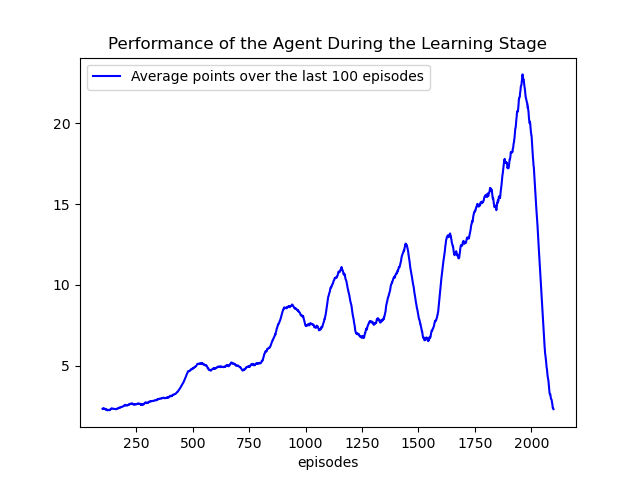 Performance of the Agent During the Learning Stage
Average points over the last 100 episodes
20
15
10
5
250 500 750 1000 1250 1500 1750 2000
episodes